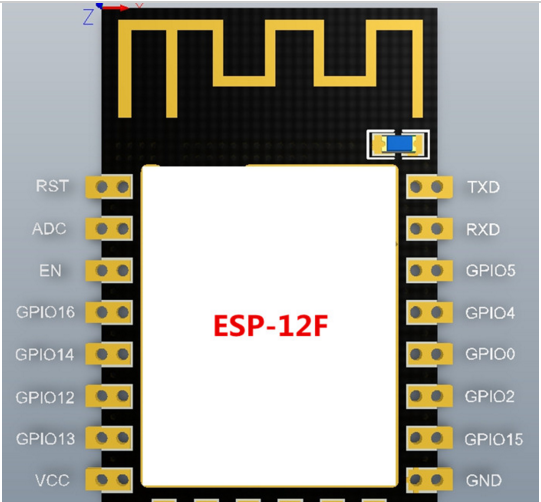 Z X
RST
ADC
EN
GPIO16
GPIO14
GPIO12
GPIO13
VCC
ESP-12F
TXD
RXD
GPIO5
GPIO4
GPIO0
GPIO2
GPIO15
GND